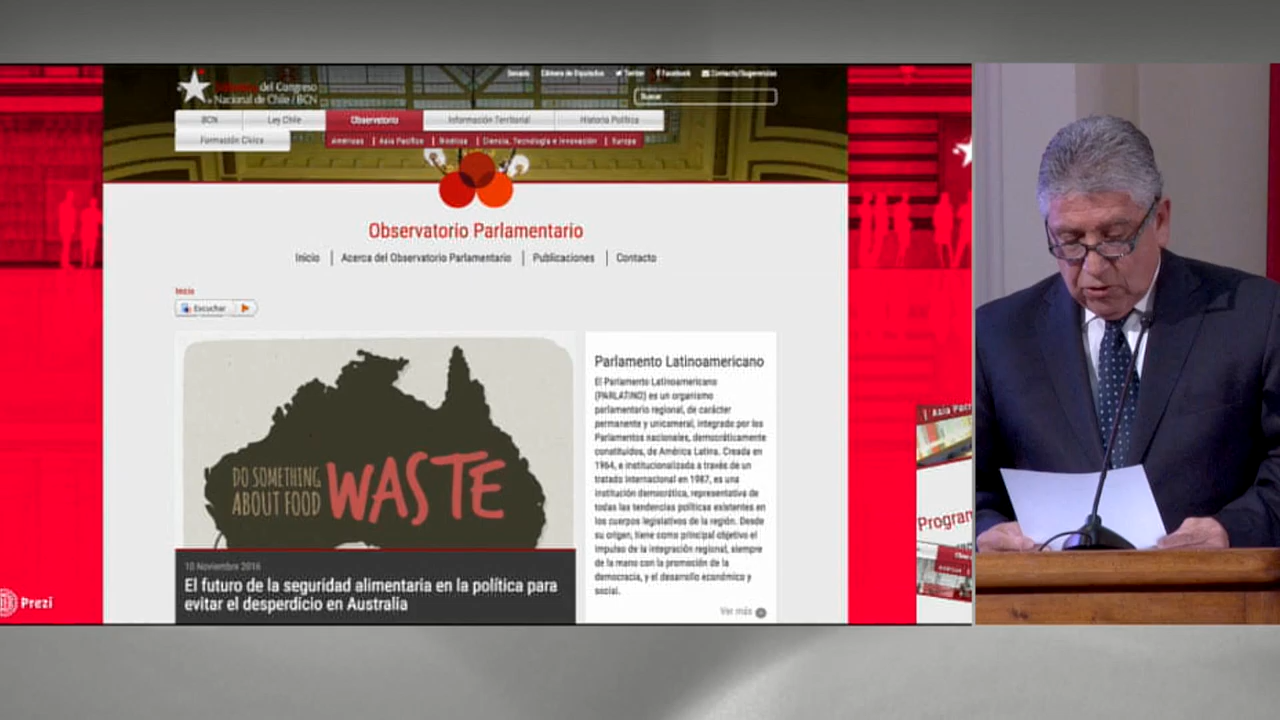 Senado Cámara de Diputados Twitter Facebook Contacto/Sugerencias
del Congreso
Nacional de Chile / BCN
Buscar
BCN Ley Chile Observatorio Información Territorial Historia Política
Formación Cívica
Américas | Asia Pacífico | Nórdica | Ciencia, Tecnología e Innovación | Europa
Observatorio Parlamentario
Inicio | Acerca del Observatorio Parlamentario | Publicaciones | Contacto
Inicio
Escuchar
DO SOMETHING
ABOUT FOOD
WASTE
10 Noviembre 2016
El futuro de la seguridad alimentaria en la política para
evitar el desperdicio en Australia
Parlamento Latinoamericano
El Parlamento Latinoamericano
(PARLATINO) es un organismo
parlamentario regional, de carácter
permanente y unicameral, integrado por los
Parlamentos nacionales, democráticamente
constituidos, de América Latina. Creada en
1964, e institucionalizada a través de un
tratado internacional en 1987, es una
institución democrática, representativa de
todas las tendencias políticas existentes en
los cuerpos legislativos de la región. Desde
su origen, tiene como principal objetivo el
impulso de la integración regional, siempre
de la mano con la promoción de la
democracia, y el desarrollo económico y
social.
Ver más
| Asia Pací
Program
Prezi